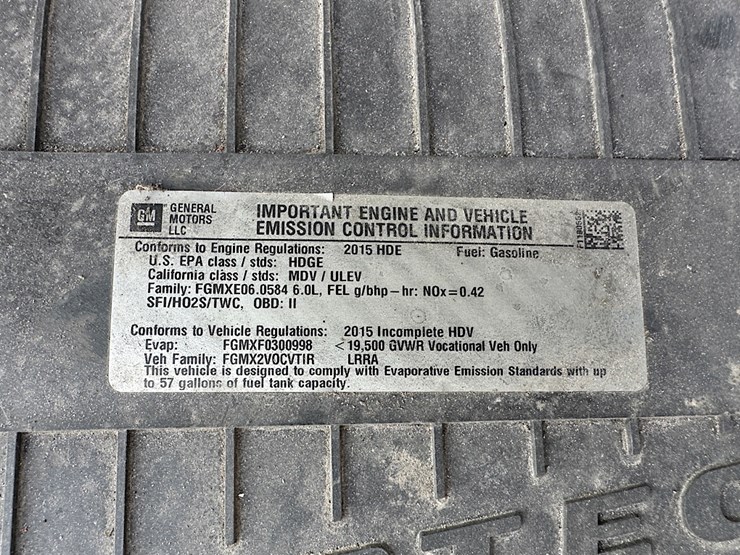 GM
GENERAL
MOTORS
LLC
IMPORTANT ENGINE AND VEHICLE
EMISSION CONTROL INFORMATION
Conforms to Engine Regulations: 2015 HDE Fuel: Gasoline
U.S. EPA class / stds: HDGE
California class / stds: MDV / ULEV
Family: FGMXE06.0584 6.0L, FEL g/bhp-hr: NOx=0.42
SFI/HO2S/TWC, OBD: II
Conforms to Vehicle Regulations: 2015 Incomplete HDV
Evap: FGMXF0300998 <19,500 GVWR Vocational Veh Only
Veh Family: FGMX2VOCVTIR LRRA
This vehicle is designed to comply with Evaporative Emission Standards with up
to 57 gallons of fuel tank capacity.